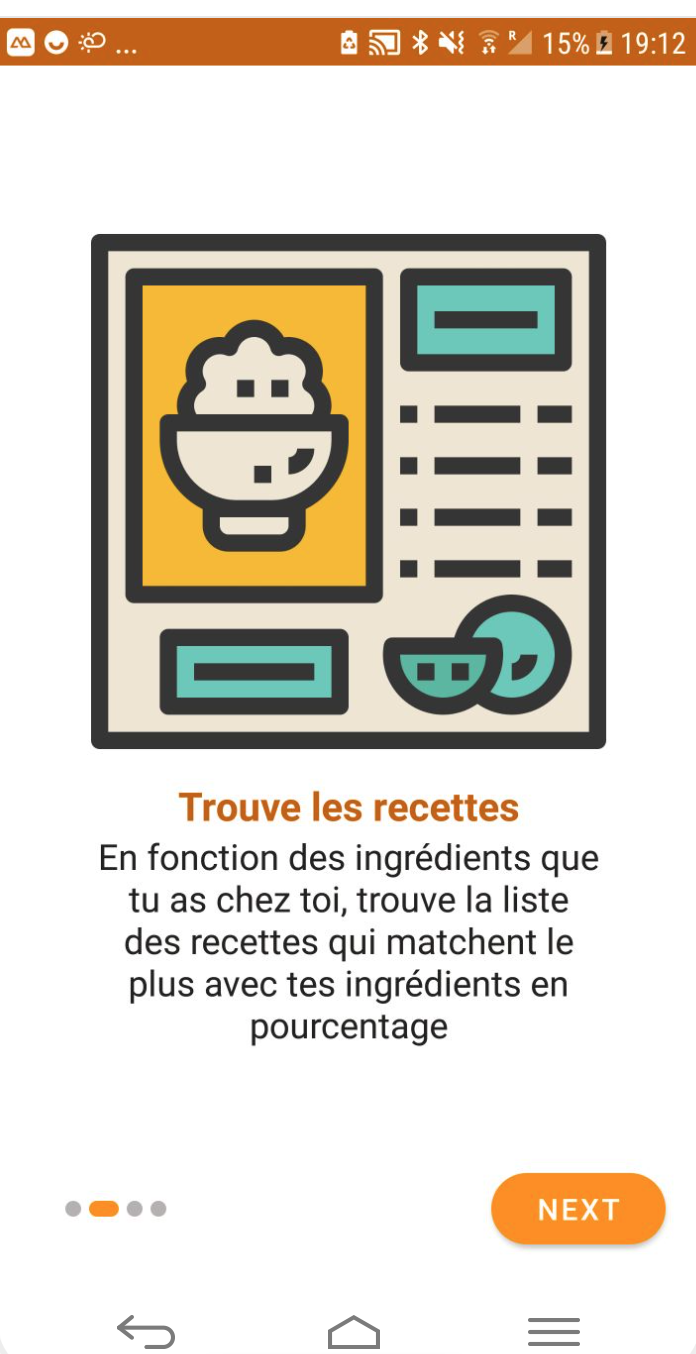 ... R 15% 19:12
Trouve les recettes
En fonction des ingrédients que
tu as chez toi, trouve la liste
des recettes qui matchent le
plus avec tes ingrédients en
pourcentage
NEXT